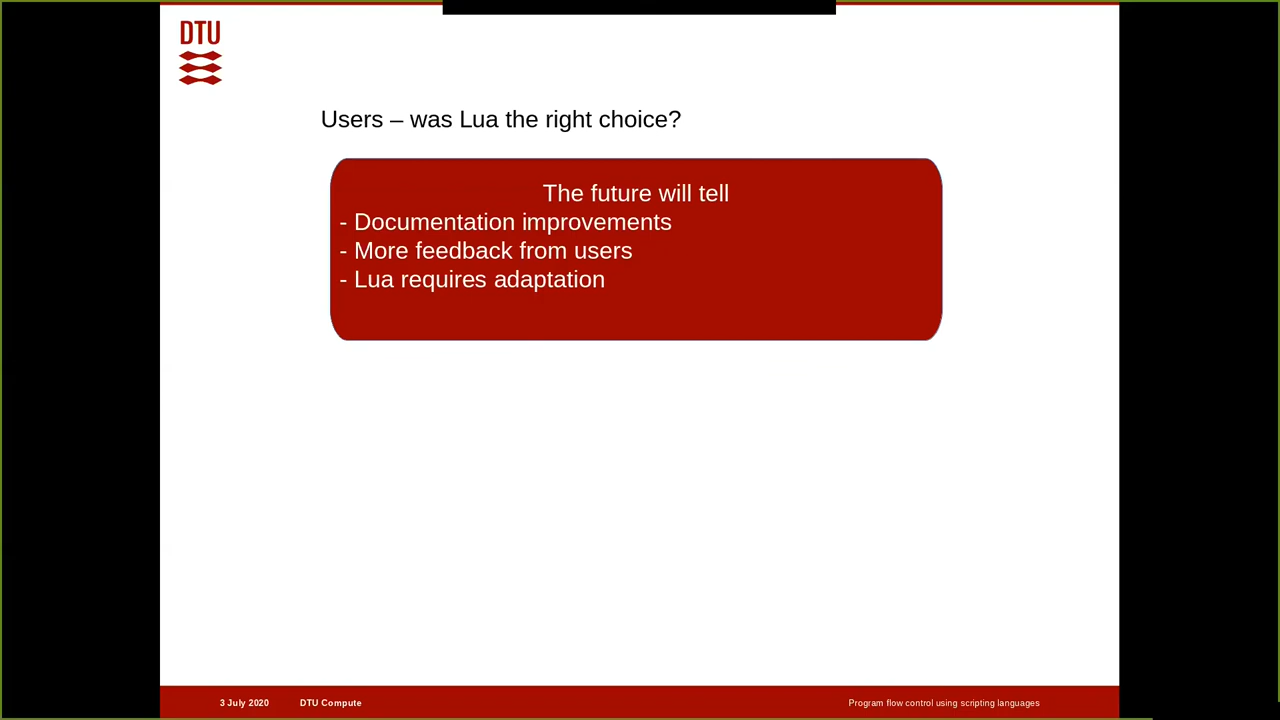 DTU
Users – was Lua the right choice?
The future will tell
- Documentation improvements
- More feedback from users
- Lua requires adaptation
3 July 2020 DTU Compute Program flow control using scripting languages